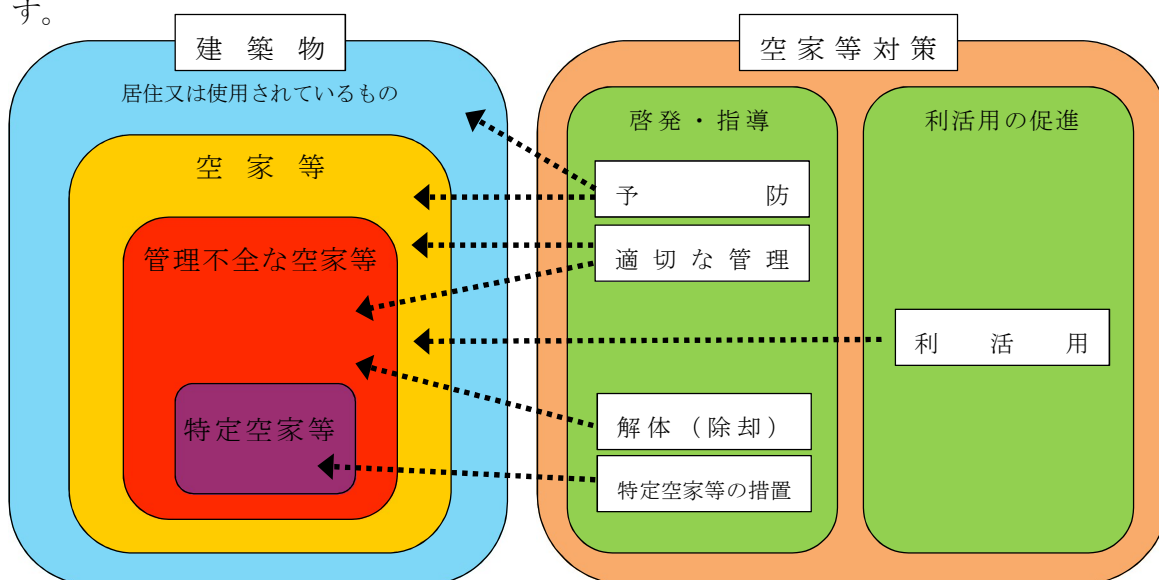 す。
建築物
居住又は使用されているもの
空家等
管理不全な空家等
特定空家等
空家等対策
啓発・指導
予防
適切な管理
解体（除却）
特定空家等の措置
利活用の促進
利活用